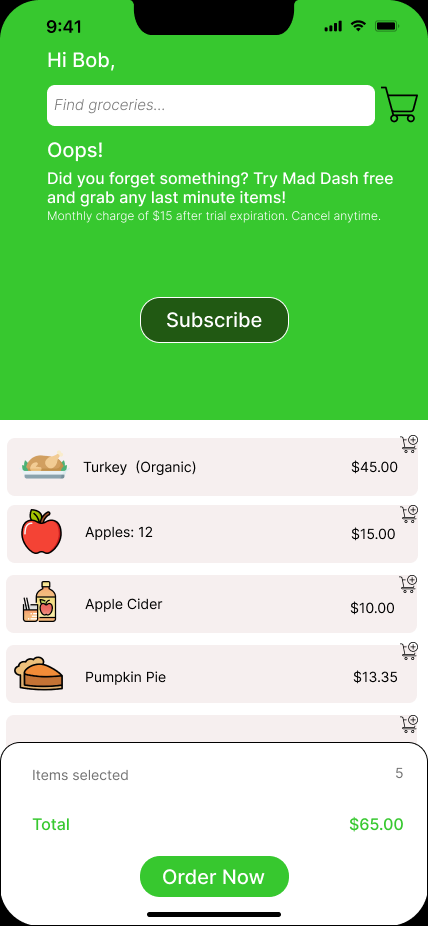 9:41
Hi Bob,
Find groceries...
Oops!
Did you forget something? Try Mad Dash free
and grab any last minute items!
Monthly charge of $15 after trial expiration. Cancel anytime.
Subscribe
Turkey (Organic) $45.00
Apples: 12 $15.00
Apple Cider $10.00
Pumpkin Pie $13.35
Items selected 5
Total $65.00
Order Now